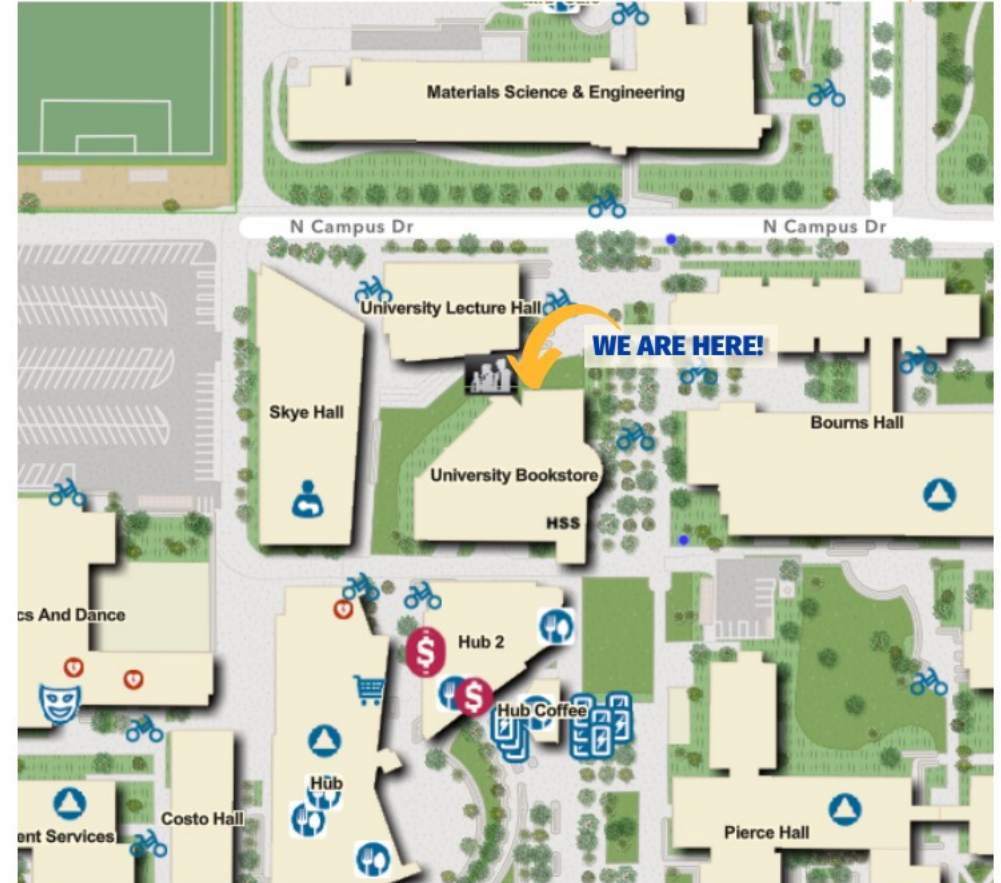 Materials Science & Engineering
N Campus Dr
N Campus Dr
University Lecture Hall
WE ARE HERE!
Skye Hall
Bourns Hall
University Bookstore
HSS
cs And Dance
Hub 2
$
$
Hub Coffee
Hub
Costo Hall
ent Services
Pierce Hall